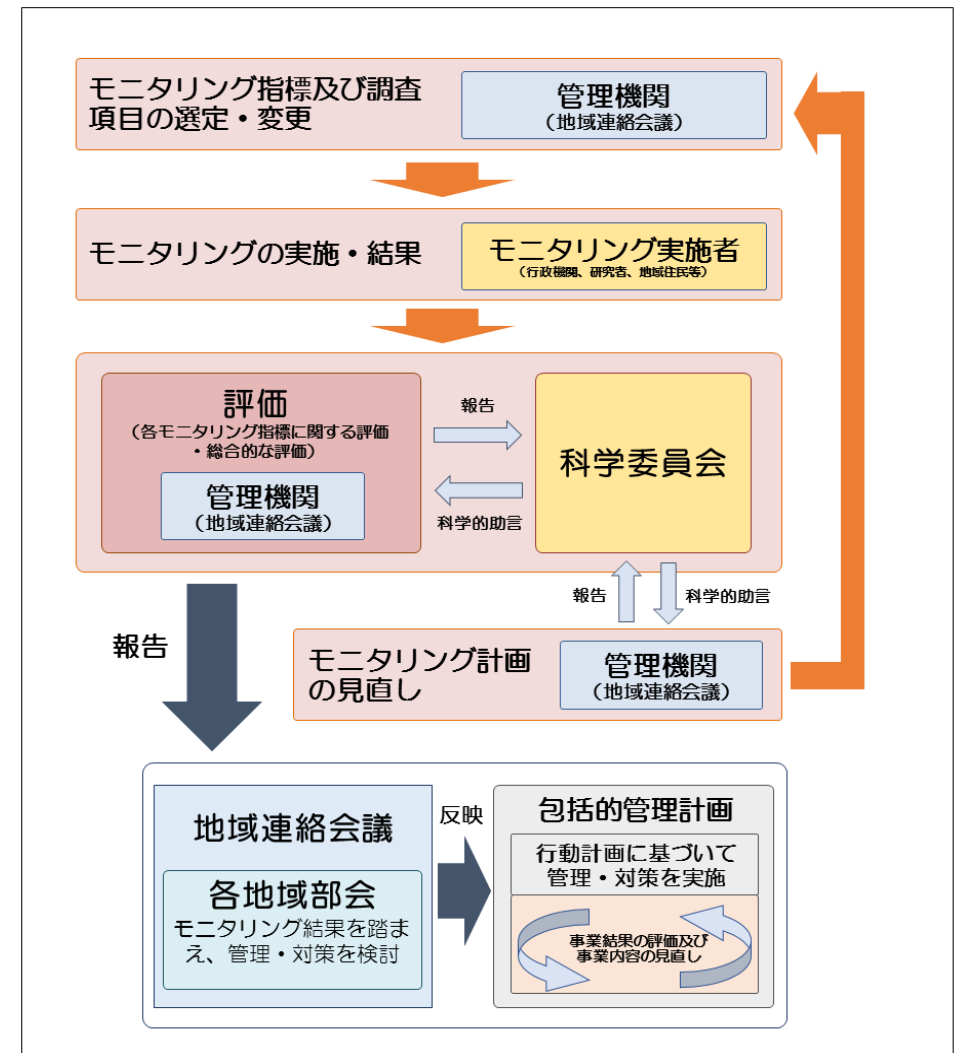 モニタリング指標及び調査
項目の選定・変更
管理機関
（地域連絡会議）
モニタリングの実施・結果
モニタリング実施者
（行政機関、研究者、地域住民等）
評価
（各モニタリング指標に関する評価
・総合的な評価）
管理機関
（地域連絡会議）
報告
科学的助言
科学委員会
報告
科学的助言
報告
モニタリング計画
の見直し
管理機関
（地域連絡会議）
地域連絡会議
各地域部会
モニタリング結果を踏ま
え、管理・対策を検討
反映
包括的管理計画
行動計画に基づいて
管理・対策を実施
事業結果の評価及び
事業内容の見直し